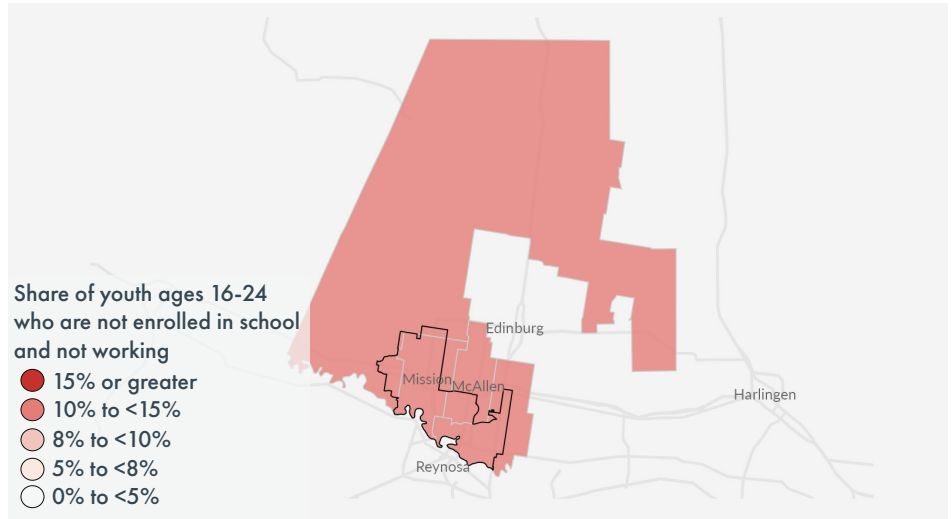 Edinburg
Share of youth ages 16-24
who are not enrolled in school
and not working
15% or greater
10% to <15%
8% to <10%
5% to <8%
0% to <5%
Mission
McAllen
Harlingen
Reynosa